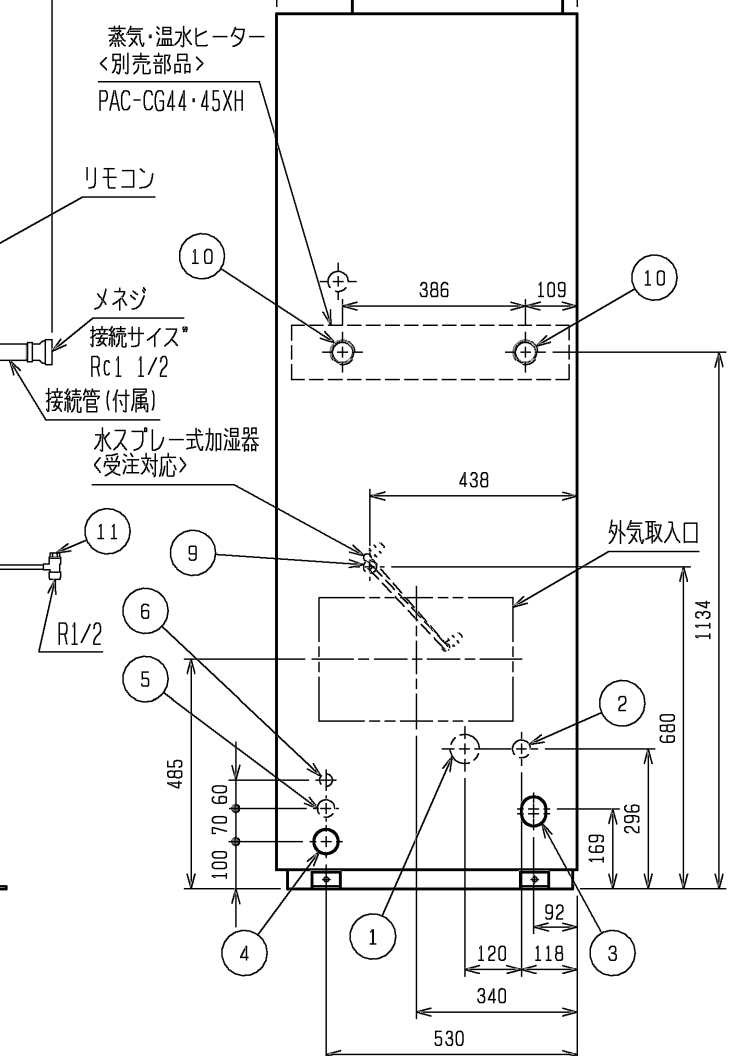 蒸気・温水ヒーター
<別売部品>
PAC-CG44・45XH
リモコン
10
386
109
10
メネジ
接続サイズ
Rc1 1/2
接続管(付属)
水スプレー式加湿器
<受注対応>
438
外気取入口
11
9
6
R1/2
5
2
1134
680
485
60
70
100
296
169
92
4
1
120
118
3
340
530